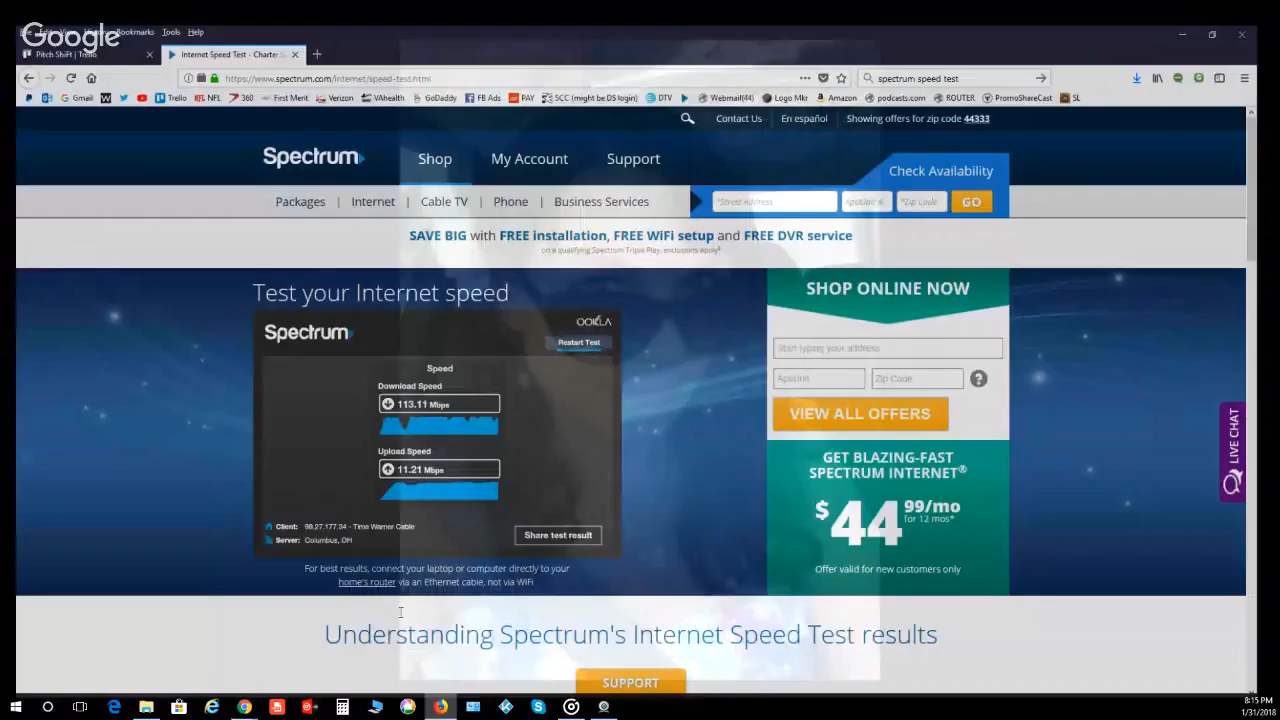 Google
Bookmarks Tools Help
Pitch Shift | Trello
Internet Speed Test - Charter S
https://www.spectrum.com/internet/speed-test.html
spectrum speed test
Gmail
Trello NFL 360 First Merit Verizon VAhealth GoDaddy FB Ads PAY SCC (might be DS login) DTV Webmail(44) Logo Mkr Amazon podcasts.com ROUTER PromoShareCast SL
Contact Us En español Showing offers for zip code 44333
Spectrum Shop My Account Support
Check Availability
Packages Internet Cable TV Phone Business Services
*Street Address Apt/Unit # *Zip Code GO
SAVE BIG with FREE installation, FREE WiFi setup and FREE DVR service
on a qualifying Spectrum Triple Play, exclusions apply
Test your Internet speed
Spectrum
OOKLA
Restart Test
Speed
Download Speed
113.11 Mbps
Upload Speed
11.21 Mbps
Client: 98.27.177.34 - Time Warner Cable
Server: Columbus, OH
Share test result
For best results, connect your laptop or computer directly to your
home's router via an Ethernet cable, not via WiFi
SHOP ONLINE NOW
Start typing your address
Apt/Unit Zip Code ?
VIEW ALL OFFERS
GET BLAZING-FAST
SPECTRUM INTERNET®
$44 99/mo
for 12 mos*
Offer valid for new customers only
LIVE CHAT
Understanding Spectrum's Internet Speed Test results
SUPPORT
8:15 PM
1/31/2018